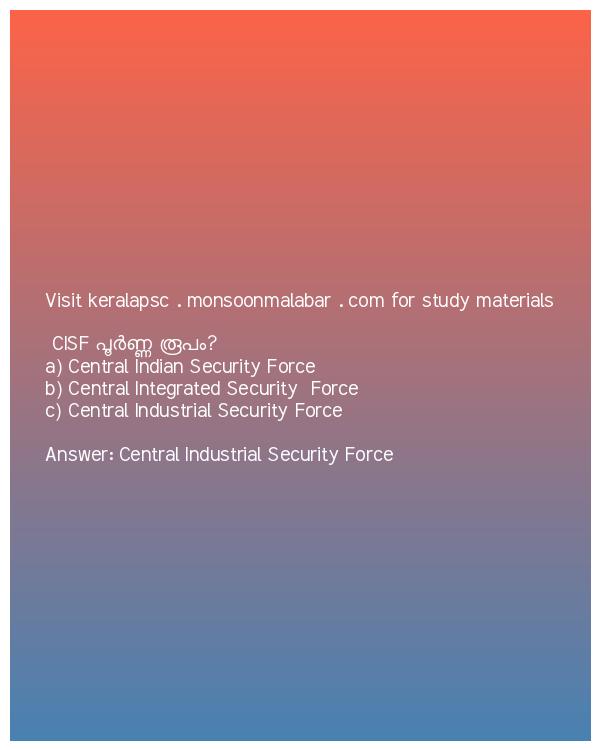 Visit keralapsc . monsoonmalabar . com for study materials
CISF പൂർണ്ണ രൂപം?
a) Central Indian Security Force
b) Central Integrated Security Force
c) Central Industrial Security Force
Answer: Central Industrial Security Force